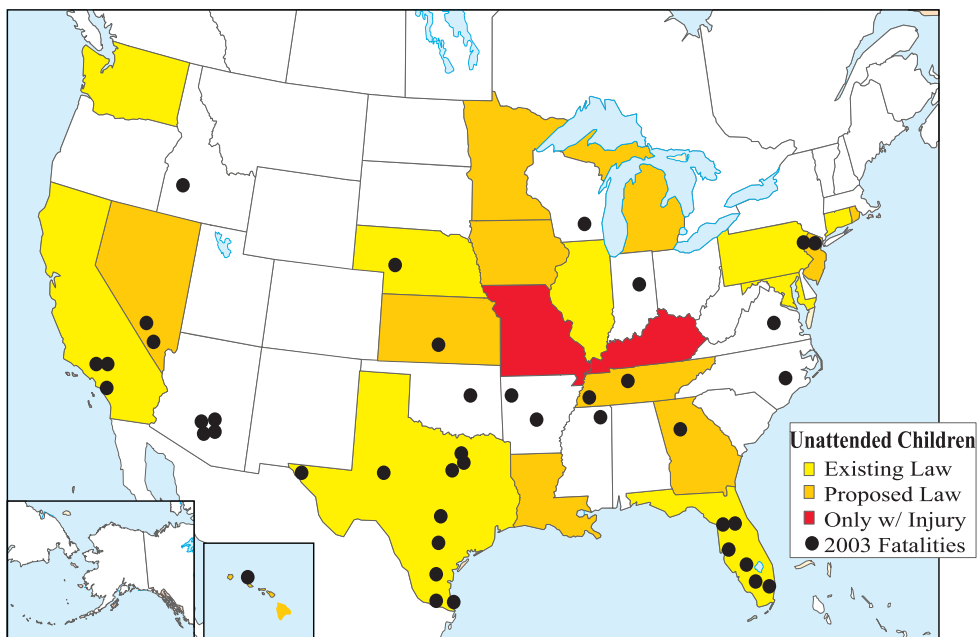 Unattended Children
Existing Law
Proposed Law
Only w/ Injury
2003 Fatalities